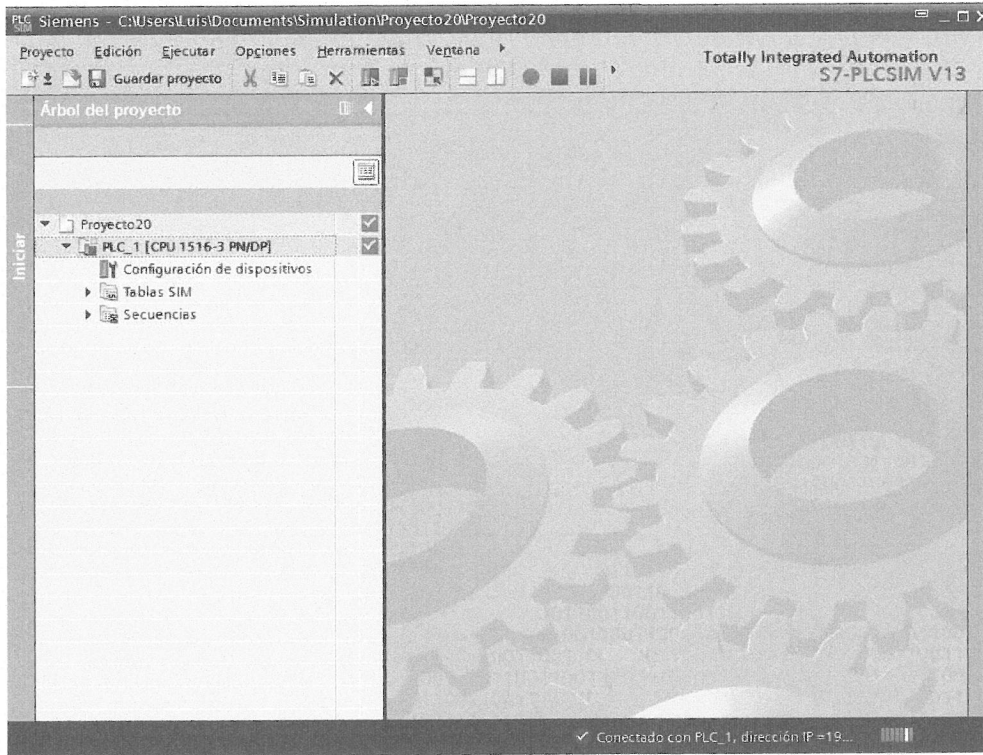 PLC SIM Siemens - C:\Users\Luis\Documents\Simulation\Proyecto20\Proyecto20
Proyecto Edición Ejecutar Opciones Herramientas Ventana
Totally Integrated Automation
S7-PLCSIM V13
Guardar proyecto
Árbol del proyecto
Iniciar
Proyecto20
PLC_1 [CPU 1516-3 PN/DP]
Configuración de dispositivos
Tablas SIM
Secuencias
Conectado con PLC_1, dirección IP =19...